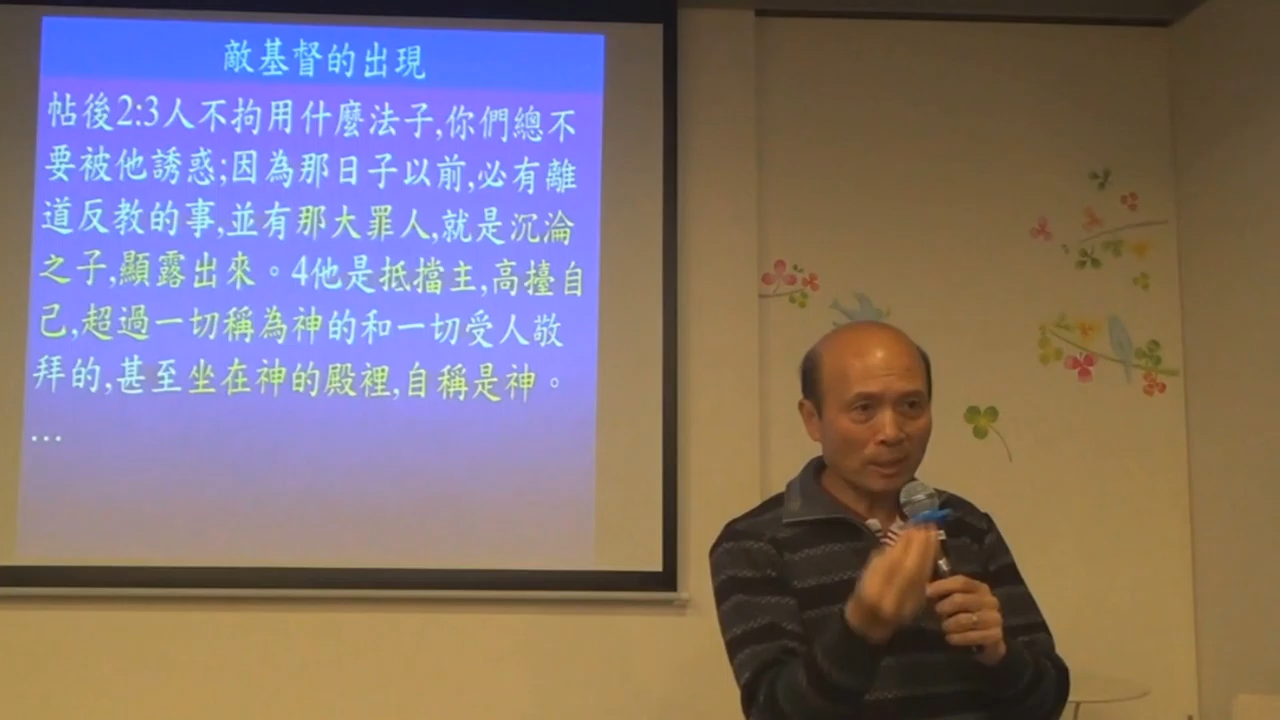 敵基督的出現
帖後2:3人不拘用什麼法子,你們總不
要被他誘惑;因為那日子以前,必有離
道反教的事,並有那大罪人,就是沉淪
之子,顯露出來。4他是抵擋主,高擡自
己,超過一切稱為神的和一切受人敬
拜的,甚至坐在神的殿裡,自稱是神。
...